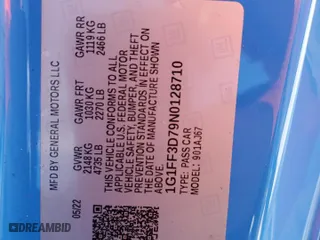 MFD BY GENERAL MOTORS LLC
05/22
GVWR GAWR FRT GAWR RR
2148 KG 1030 KG 1119 KG
4735 LB 2270 LB 2466 LB
THIS VEHICLE CONFORMS TO ALL
APPLICABLE U.S. FEDERAL MOTOR
VEHICLE SAFETY, BUMPER, AND THEFT
PREVENTION STANDARDS IN EFFECT ON
THE DATE OF MANUFACTURE SHOWN ABOVE.
1G1FF3D79N0128710
TYPE: PASS CAR
MODEL: 901AJ67